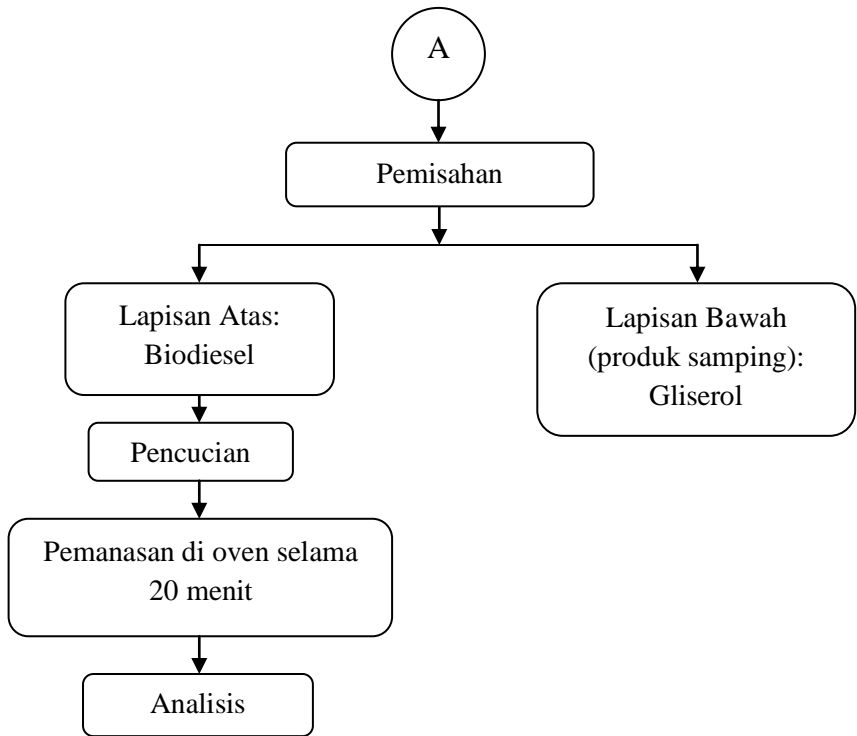 A
Pemisahan
Lapisan Atas:
Biodiesel
Lapisan Bawah
(produk samping):
Gliserol
Pencucian
Pemanasan di oven selama
20 menit
Analisis